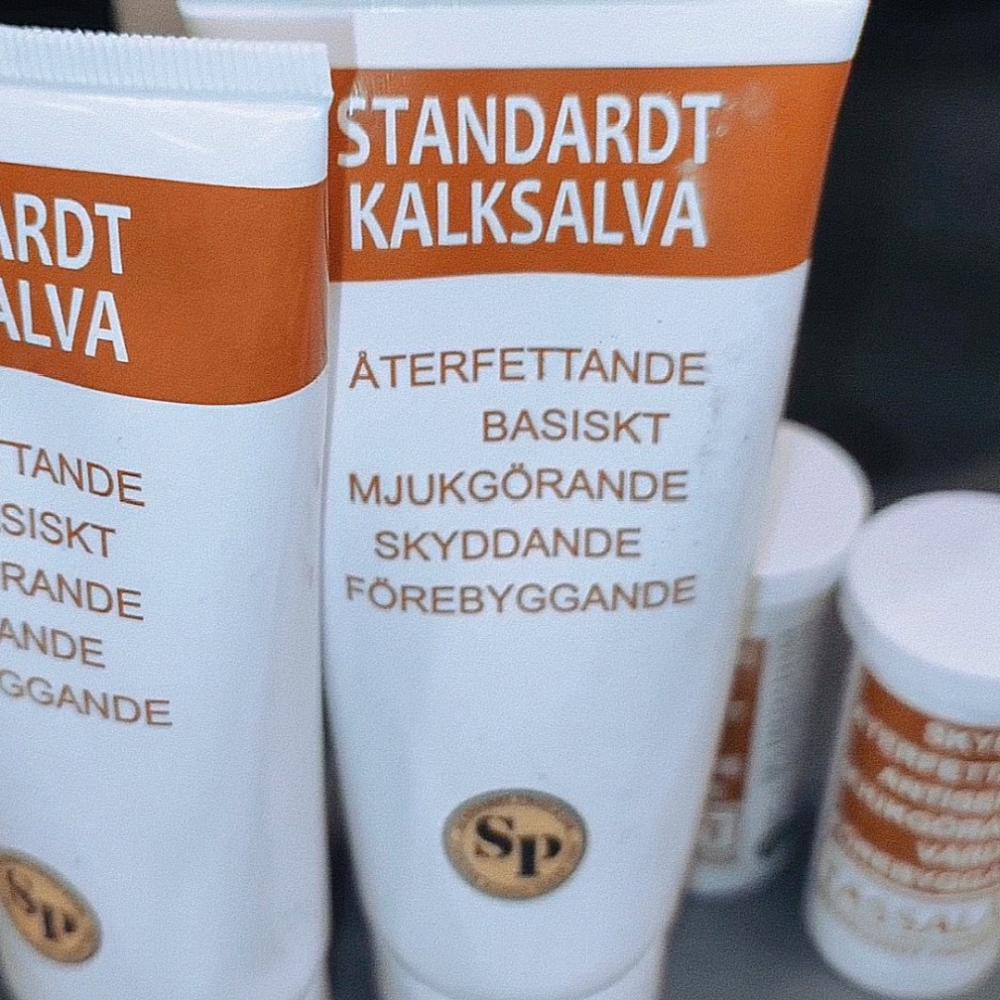 ARDT
ALVA
TTANDE
SISKT
RANDE
ANDE
GGANDE
Sp
STANDARDT
KALKSALVA
ÅTERFETTANDE
BASISKT
MJUKGÖRANDE
SKYDDANDE
FÖREBYGGANDE
Sp